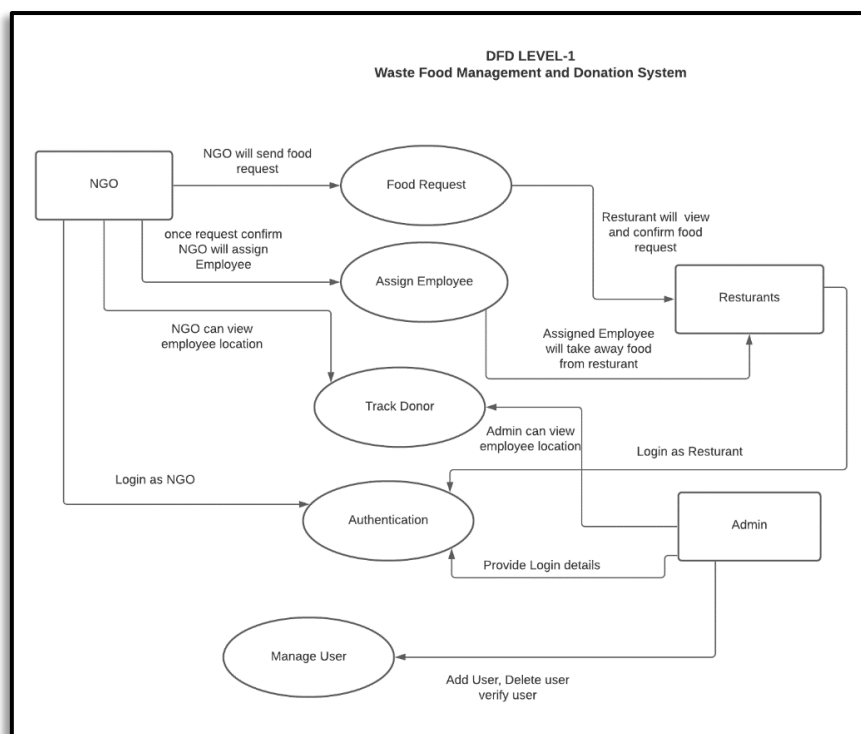 DFD LEVEL-1
Waste Food Management and Donation System
NGO will send food
request
NGO
Food Request
Resturant will view
and confirm food
request
once request confirm
NGO will assign
Employee
Assign Employee
Resturants
NGO can view
employee location
Assigned Employee
will take away food
from resturant
Track Donor
Admin can view
employee location
Login as Resturant
Login as NGO
Authentication
Admin
Provide Login details
Manage User
Add User, Delete user
verify user